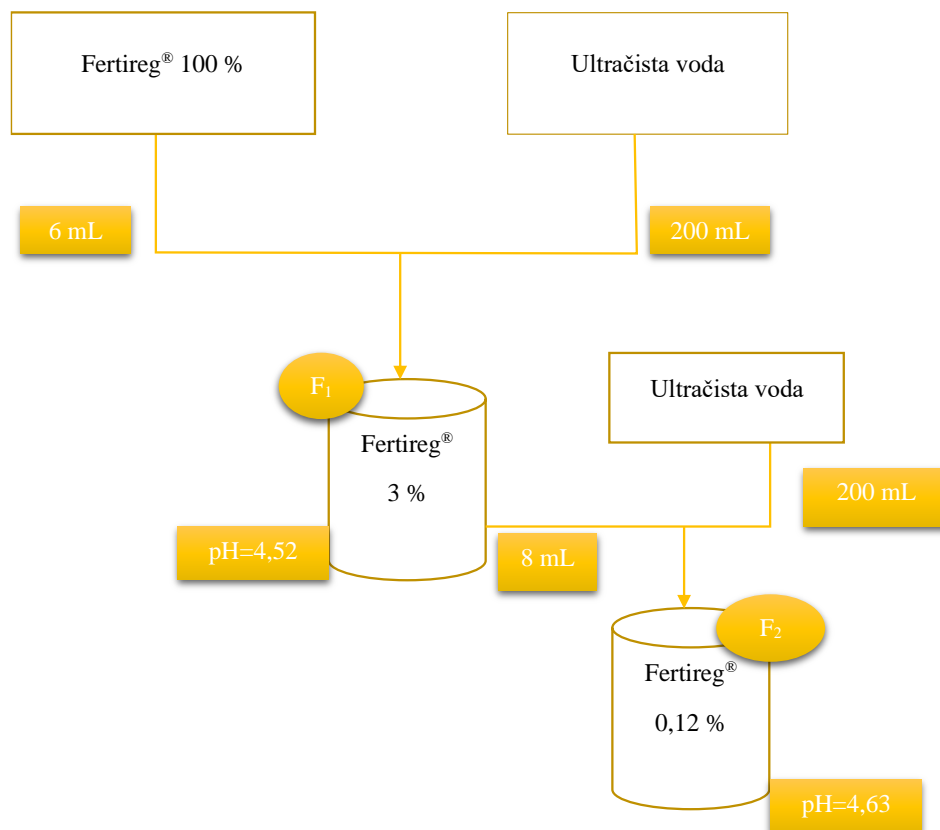 Fertireg® 100 %
Ultračista voda
6 mL
200 mL
F₁
Fertireg®
3 %
pH=4,52
Ultračista voda
200 mL
8 mL
F₂
Fertireg®
0,12 %
pH=4,63